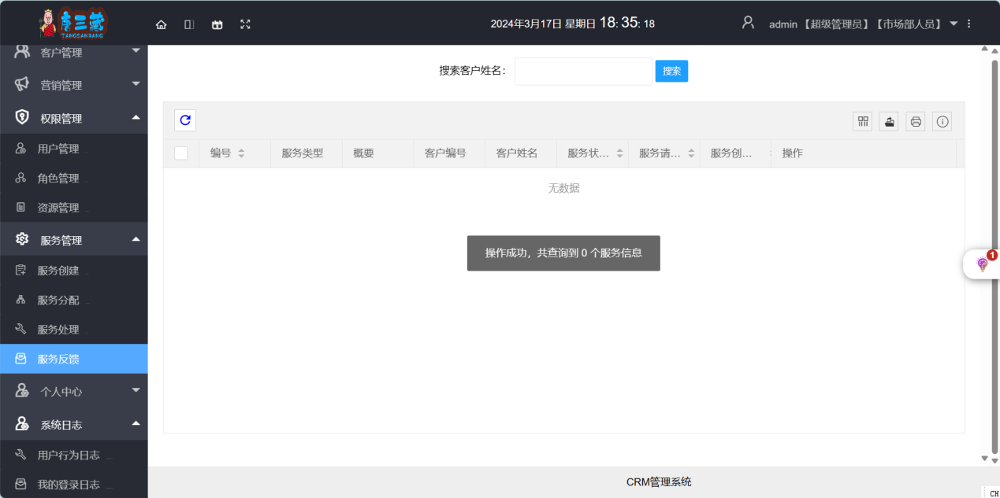 唐三藏
TANGSANZANG
2024年3月17日 星期日 18:35:18
admin 【超级管理员】【市场部人员】
客户管理
营销管理
权限管理
用户管理
角色管理
资源管理
服务管理
服务创建
服务分配
服务处理
服务反馈
个人中心
系统日志
用户行为日志
我的登录日志
搜索客户姓名：
搜索
编号 服务类型 概要 客户编号 客户姓名 服务状... 服务请... 服务创... 操作
无数据
操作成功，共查询到 0 个服务信息
1
CRM管理系统
CH